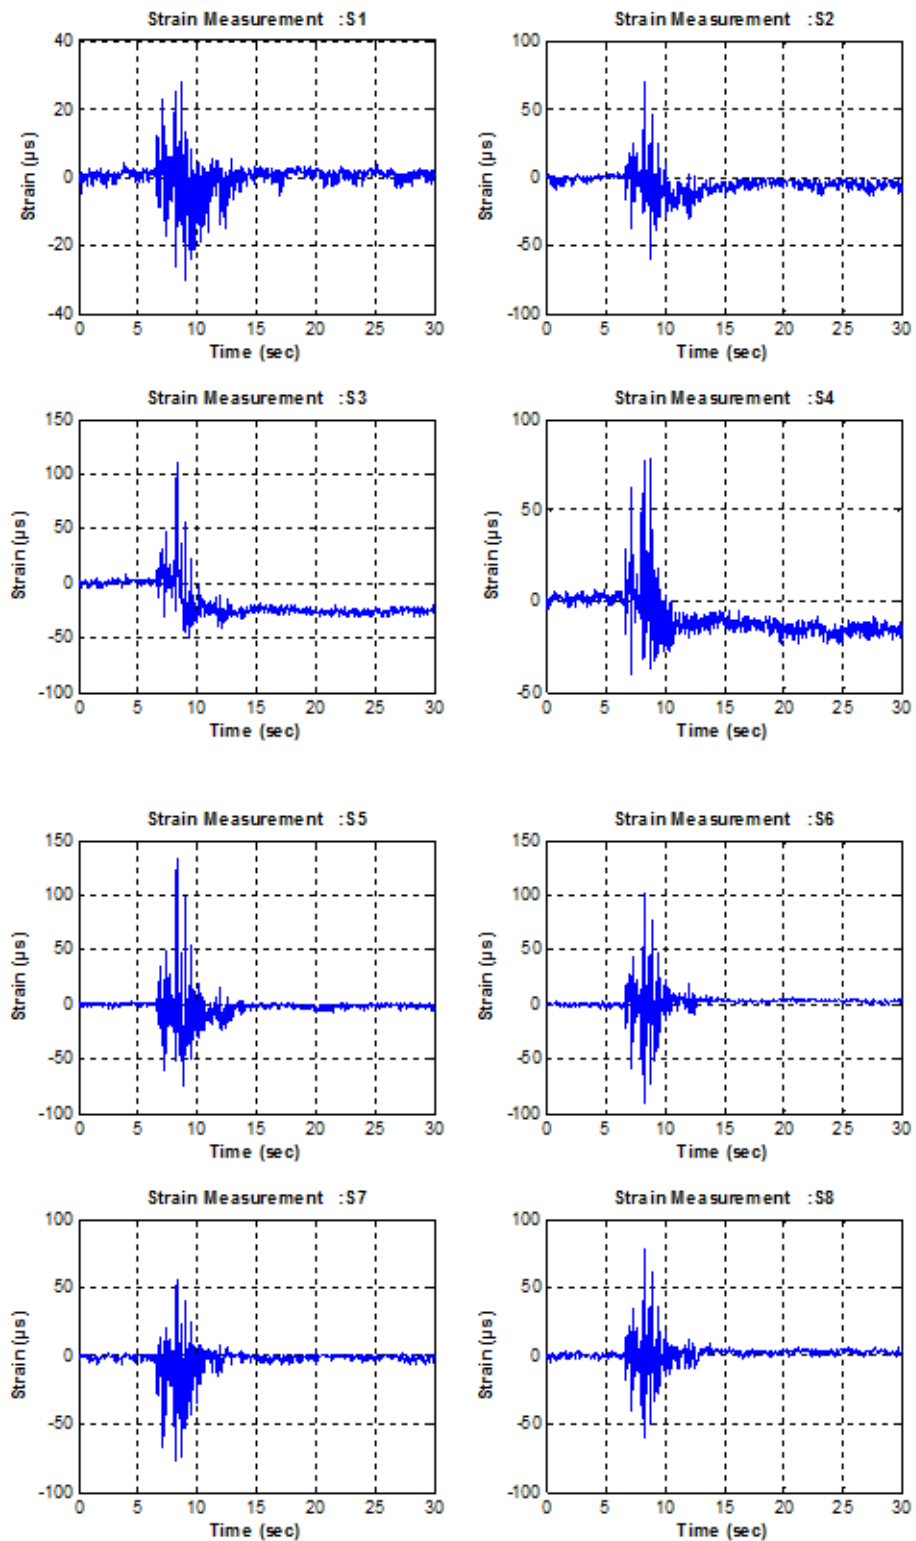 Strain Measurement :S1
40
20
0
-20
-40
Strain (µs)
0 5 10 15 20 25 30
Time (sec)
Strain Measurement :S2
100
50
0
-50
-100
Strain (µs)
0 5 10 15 20 25 30
Time (sec)
Strain Measurement :S3
150
100
50
0
-50
-100
Strain (µs)
0 5 10 15 20 25 30
Time (sec)
Strain Measurement :S4
100
50
0
-50
Strain (µs)
0 5 10 15 20 25 30
Time (sec)
Strain Measurement :S5
150
100
50
0
-50
-100
Strain (µs)
0 5 10 15 20 25 30
Time (sec)
Strain Measurement :S6
150
100
50
0
-50
-100
Strain (µs)
0 5 10 15 20 25 30
Time (sec)
Strain Measurement :S7
100
50
0
-50
-100
Strain (µs)
0 5 10 15 20 25 30
Time (sec)
Strain Measurement :S8
100
50
0
-50
-100
Strain (µs)
0 5 10 15 20 25 30
Time (sec)